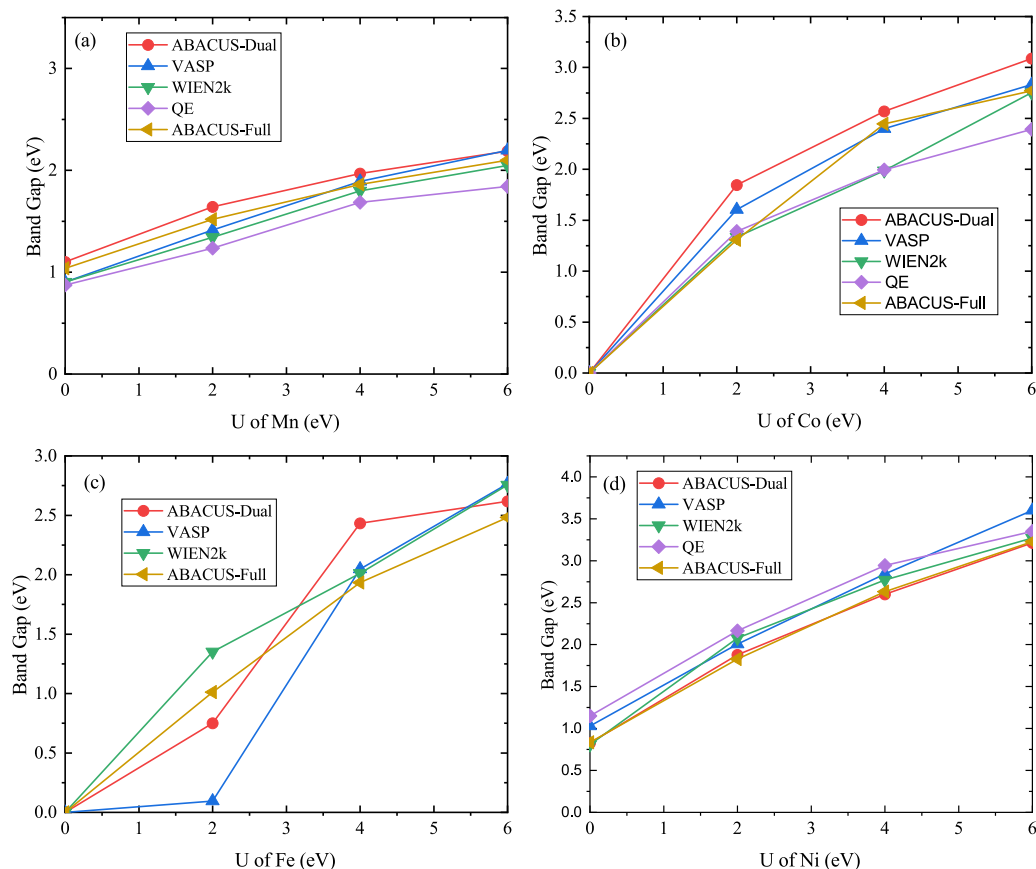 (a)
ABACUS-Dual
VASP
WIEN2k
QE
ABACUS-Full
3
2
1
0
Band Gap (eV)
0 1 2 3 4 5 6
U of Mn (eV)
(b)
3.5
3.0
2.5
2.0
1.5
1.0
0.5
0.0
Band Gap (eV)
ABACUS-Dual
VASP
WIEN2k
QE
ABACUS-Full
0 1 2 3 4 5 6
U of Co (eV)
(c)
ABACUS-Dual
VASP
WIEN2k
ABACUS-Full
3.0
2.5
2.0
1.5
1.0
0.5
0.0
Band Gap (eV)
0 1 2 3 4 5 6
U of Fe (eV)
(d)
ABACUS-Dual
VASP
WIEN2k
QE
ABACUS-Full
4.0
3.5
3.0
2.5
2.0
1.5
1.0
0.5
0.0
Band Gap (eV)
0 1 2 3 4 5 6
U of Ni (eV)